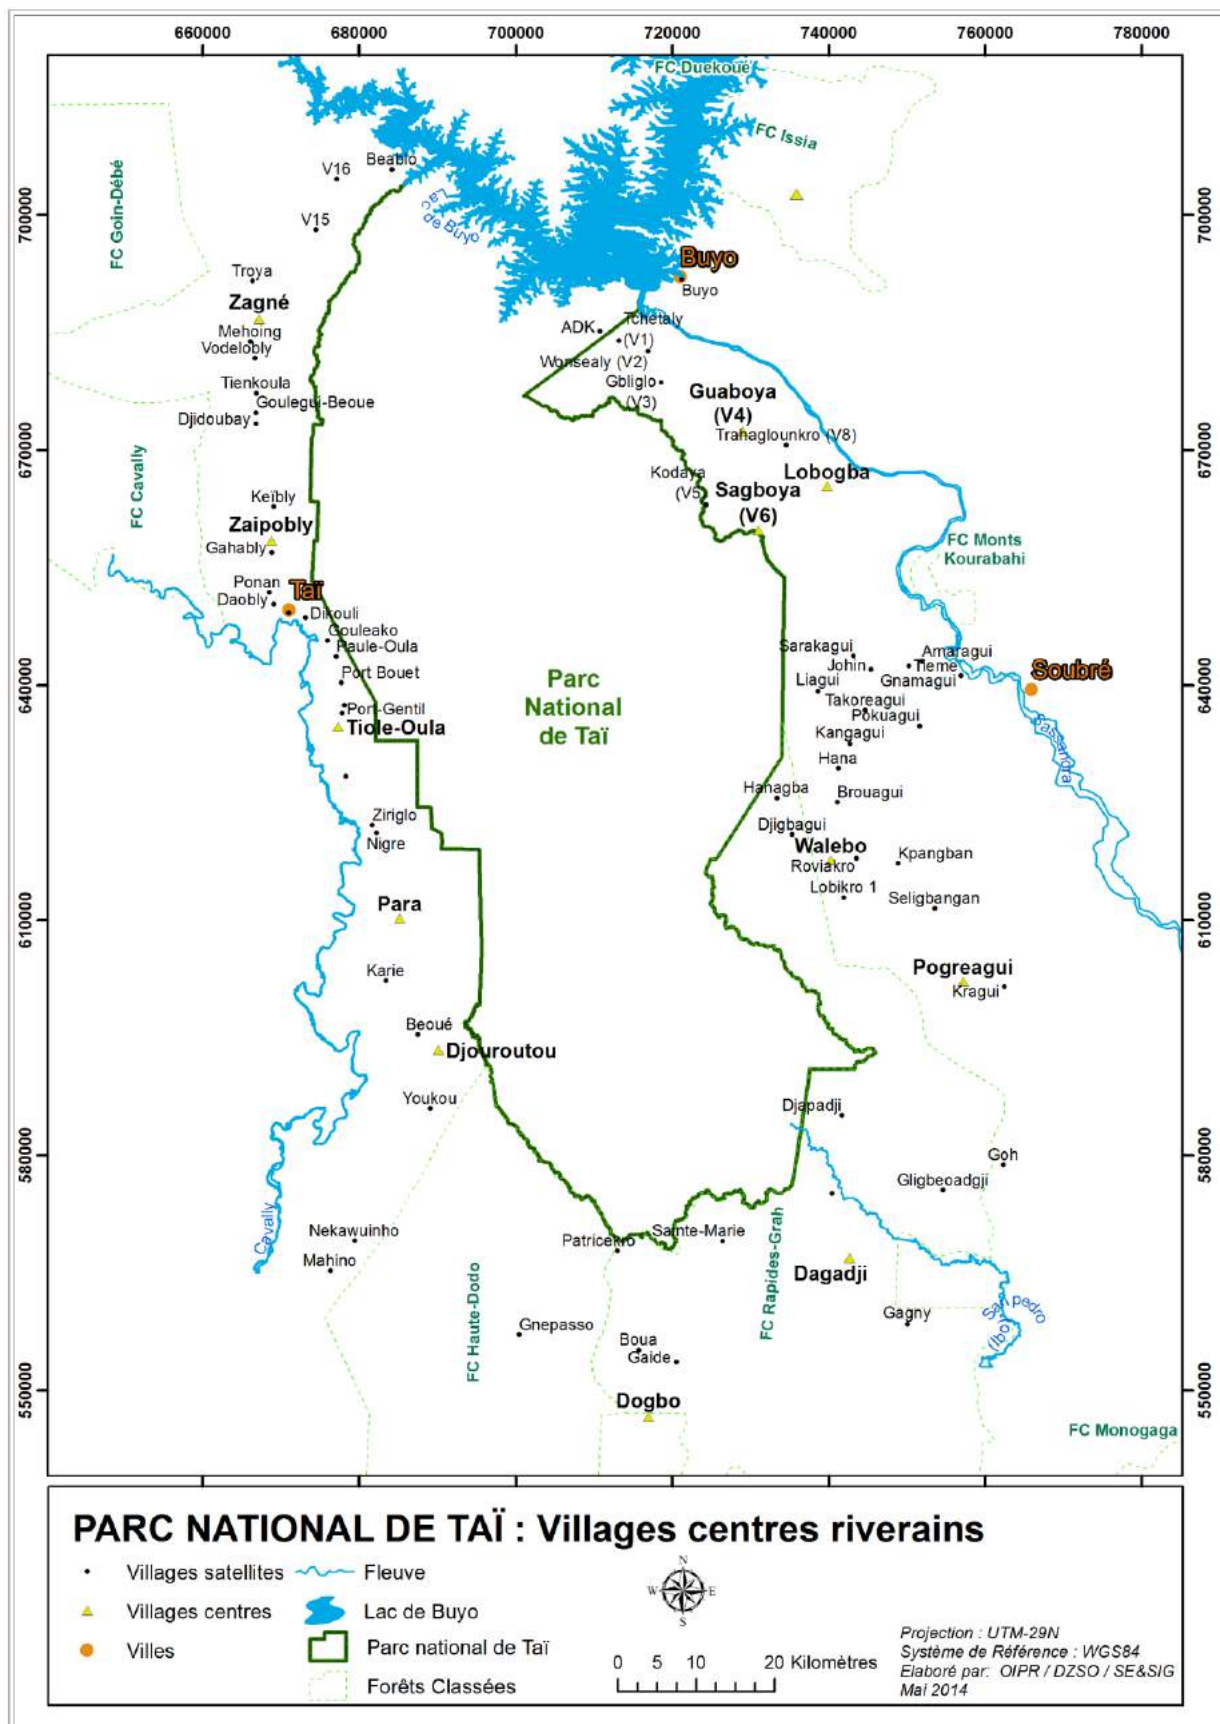 660000 680000 700000 720000 740000 760000 780000
FC Duekoué
FC Issia
V16
Beablo
Lac
de Buyo
700000
700000
V15
FC Goin-Débé
Troya
Buyo
Buyo
Zagné
Mehoing
Vodelobly
ADK
Tchetaly
(V1)
Wonsealy (V2)
Gbliglo
(V3)
Tienkoula
Goulegui-Beoue
Djidoubay
Guaboya
(V4)
Tranaglounkro (V8)
670000
670000
FC Cavally
Kodaya
(V5)
Lobogba
Sagboya
(V6)
Keïbly
Zaipobly
Gahably
FC Monts
Kourabahi
Ponan
Daobly
Taï
Dikouli
Gouleako
Paule-Oula
Port Bouet
Port-Gentil
Tiole-Oula
640000
640000
Parc
National
de Taï
Sarakagui
Johin
Amaragui
Tieme
Gnamagui
Liagui
Takoreagui
Pokuagui
Kangagui
Soubré
Sassandra
Hana
Hanagba
Brouagui
Djigbagui
Walebo
Roviakro
Kpangban
Lobikro 1
Seligbangan
Ziriglo
Nigre
Para
610000
610000
Karie
Pogreagui
Kragui
Beoué
Djouroutou
Youkou
Djapadji
580000
580000
Goh
Gligbeoadgji
Cavally
Nekawuinho
Mahino
Patricekro
Sainte-Marie
FC Rapides-Grah
Dagadji
San pedro
(Ibo)
FC Haute-Dodo
Gagny
Gnepasso
Boua
Gaide
Dogbo
550000
550000
FC Monogaga
PARC NATIONAL DE TAÏ : Villages centres riverains
Villages satellites
Villages centres
Villes
Fleuve
Lac de Buyo
Parc national de Taï
Forêts Classées
N
W E
S
0 5 10 20 Kilomètres
Projection : UTM-29N
Système de Référence : WGS84
Elaboré par: OIPR / DZSO / SE&SIG
Mai 2014